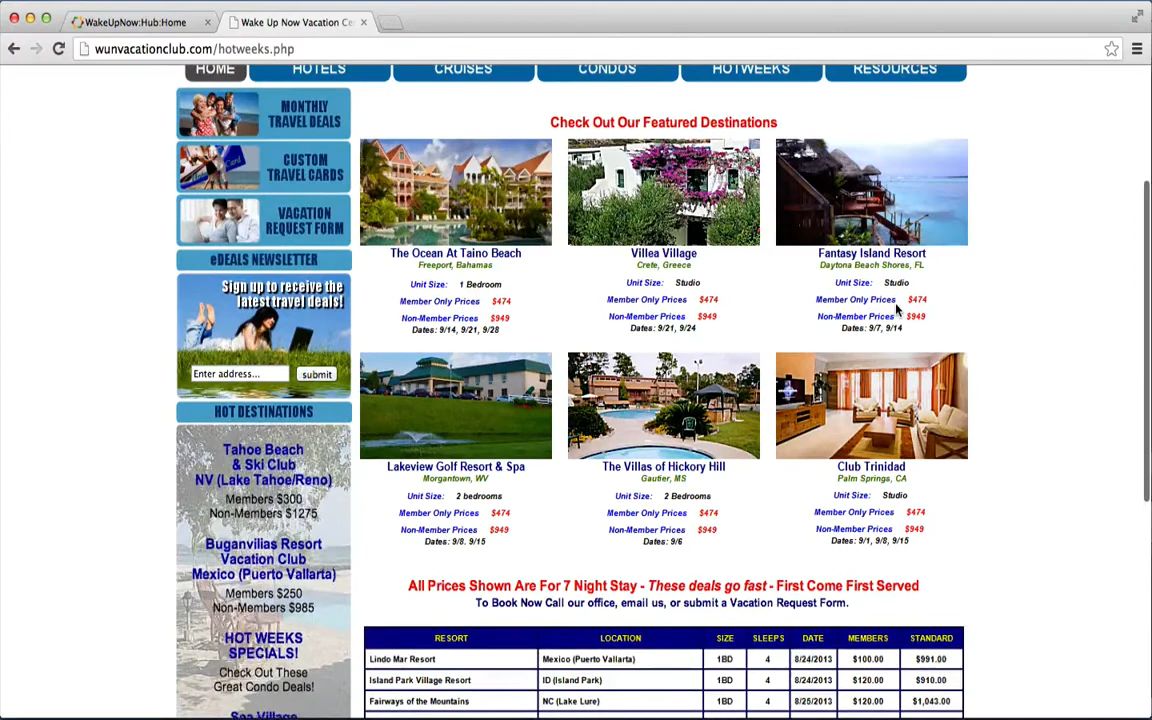 WakeUpNow:Hub:Home
Wake Up Now Vacation Ce
wunvacationclub.com/hotweeks.php
HOME HOTELS CRUISES CONDOS HOTWEEKS RESOURCES
MONTHLY
TRAVEL DEALS
CUSTOM
TRAVEL CARDS
VACATION
REQUEST FORM
eDEALS NEWSLETTER
Sign up to receive the
latest travel deals!
Enter address... submit
HOT DESTINATIONS
Tahoe Beach
& Ski Club
NV (Lake Tahoe/Reno)
Members $300
Non-Members $1275
Buganvilias Resort
Vacation Club
Mexico (Puerto Vallarta)
Members $250
Non-Members $985
HOT WEEKS
SPECIALS!
Check Out These
Great Condo Deals!
Sea Village
Check Out Our Featured Destinations
The Ocean At Taino Beach
Freeport, Bahamas
Unit Size: 1 Bedroom
Member Only Prices $474
Non-Member Prices $949
Dates: 9/14, 9/21, 9/28
Villea Village
Crete, Greece
Unit Size: Studio
Member Only Prices $474
Non-Member Prices $949
Dates: 9/21, 9/24
Fantasy Island Resort
Daytona Beach Shores, FL
Unit Size: Studio
Member Only Prices $474
Non-Member Prices $949
Dates: 9/7, 9/14
Lakeview Golf Resort & Spa
Morgantown, WV
Unit Size: 2 bedrooms
Member Only Prices $474
Non-Member Prices $949
Dates: 9/8. 9/15
The Villas of Hickory Hill
Gautier, MS
Unit Size: 2 Bedrooms
Member Only Prices $474
Non-Member Prices $949
Dates: 9/6
Club Trinidad
Palm Springs, CA
Unit Size: Studio
Member Only Prices $474
Non-Member Prices $949
Dates: 9/1, 9/8, 9/15
All Prices Shown Are For 7 Night Stay - These deals go fast - First Come First Served
To Book Now Call our office, email us, or submit a Vacation Request Form.
RESORT LOCATION SIZE SLEEPS DATE MEMBERS STANDARD
Lindo Mar Resort Mexico (Puerto Vallarta) 1BD 4 8/24/2013 $100.00 $991.00
Island Park Village Resort ID (Island Park) 1BD 4 8/24/2013 $120.00 $910.00
Fairways of the Mountains NC (Lake Lure) 1BD 4 8/25/2013 $120.00 $1,043.00